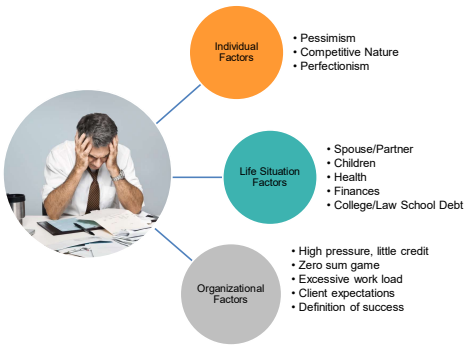 Individual
Factors
• Pessimism
• Competitive Nature
• Perfectionism
Life Situation
Factors
• Spouse/Partner
• Children
• Health
• Finances
• College/Law School Debt
Organizational
Factors
• High pressure, little credit
• Zero sum game
• Excessive work load
• Client expectations
• Definition of success